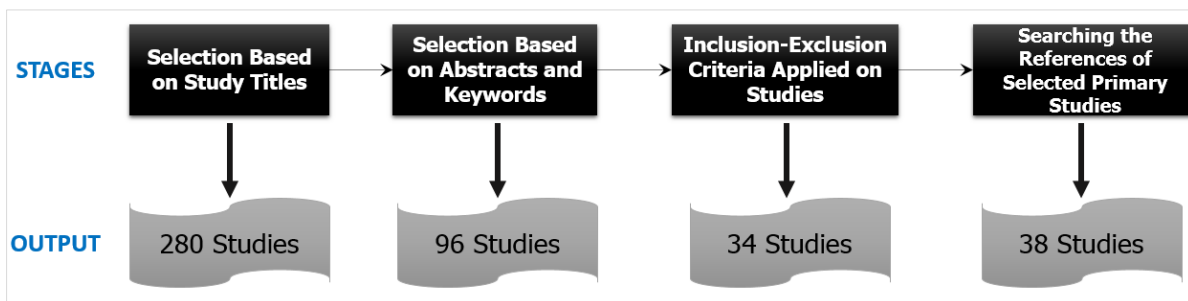 STAGES
Selection Based
on Study Titles
Selection Based
on Abstracts and
Keywords
Inclusion-Exclusion
Criteria Applied on
Studies
Searching the
References of
Selected Primary
Studies
OUTPUT
280 Studies
96 Studies
34 Studies
38 Studies